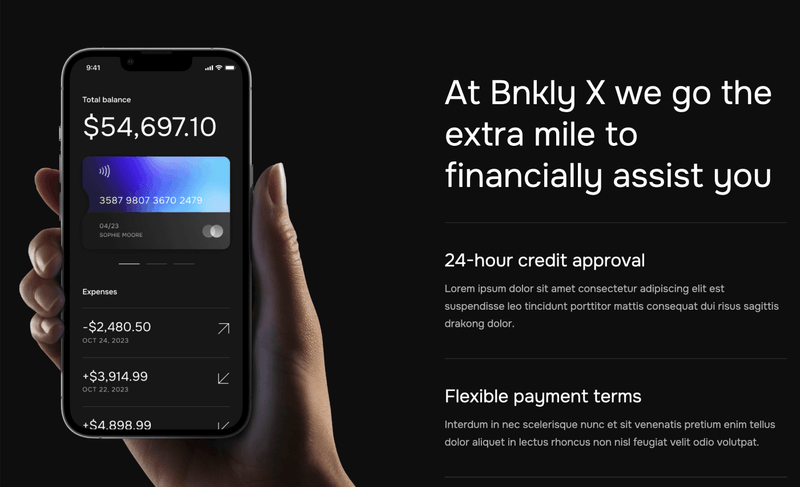 9:41
Total balance
$54,697.10
3587 9807 3670 2479
04/23
SOPHIE MOORE
Expenses
-$2,480.50
OCT 24, 2023
+$3,914.99
OCT 22, 2023
+$4,898.99
At Bnkly X we go the
extra mile to
financially assist you
24-hour credit approval
Lorem ipsum dolor sit amet consectetur adipiscing elit est
suspendisse leo tincidunt porttitor mattis consequat dui risus sagittis
drakong dolor.
Flexible payment terms
Interdum in nec scelerisque nunc et sit venenatis pretium enim tellus
dolor aliquet in lectus rhoncus non nisl feugiat velit odio volutpat.